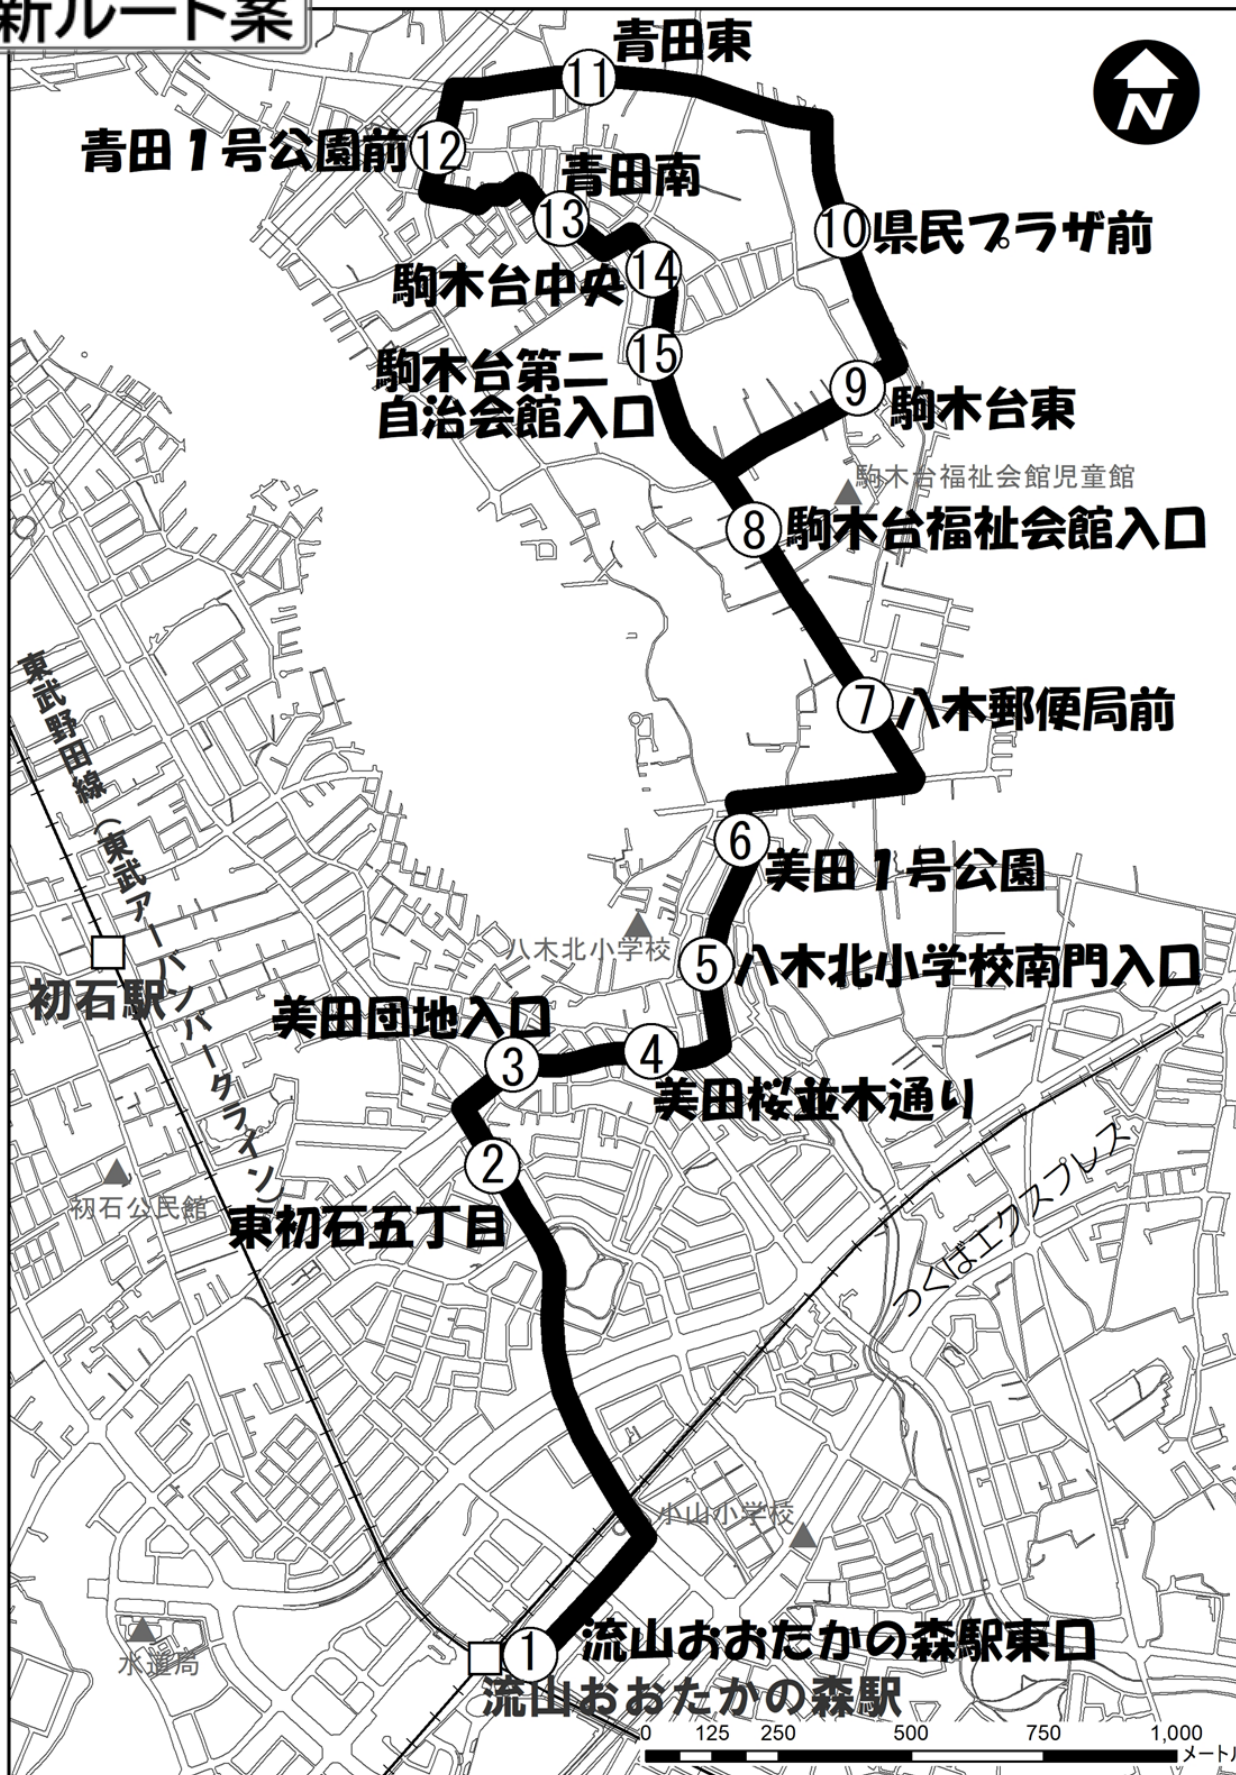 新ルート案
N
青田東
11
青田1号公園前
12
青田南
13
10
県民プラザ前
14
駒木台中央
15
駒木台第二
自治会館入口
9
駒木台東
駒木台福祉会館児童館
8
駒木台福祉会館入口
東武野田線(東武アーバンパークライン)
7
八木郵便局前
6
美田1号公園
八木北小学校
5
八木北小学校南門入口
初石駅
美田団地入口
3
4
美田桜並木通り
2
つくばエクスプレス
初石公民館
東初石五丁目
小山小学校
1
流山おおたかの森駅東口
水道局
流山おおたかの森駅
0 125 250 500 750 1,000
メートル